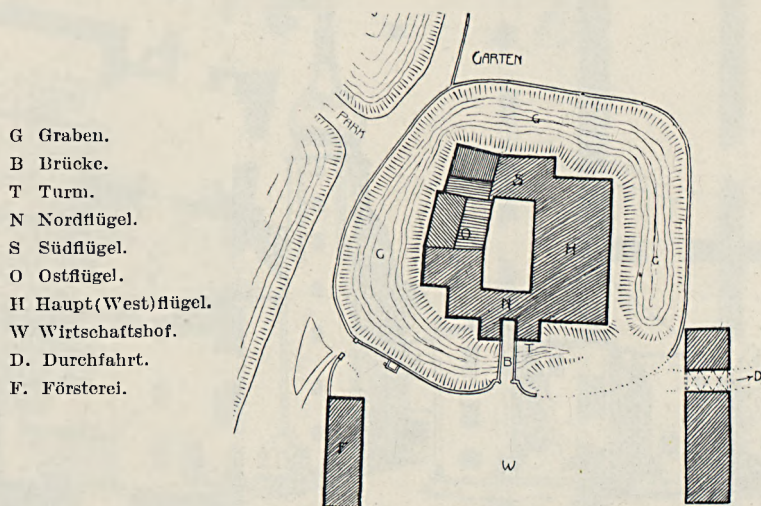 G Graben.
B Brücke.
T Turm.
N Nordflügel.
S Südflügel.
O Ostflügel.
H Haupt(West)flügel.
W Wirtschaftshof.
D. Durchfahrt.
F. Försterei.
GARTEN
PARK
G
S
O
H
G
G
N
T
B
D
F
W